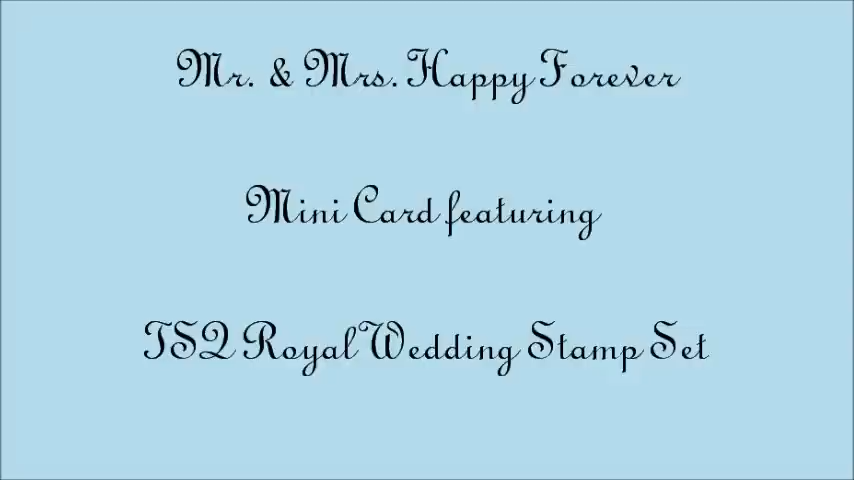 Mr. & Mrs. Happy Forever
Mini Card featuring
TSQ Royal Wedding Stamp Set